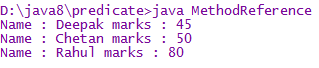 D:\java8\predicate>java MethodReference
Name : Deepak marks : 45
Name : Chetan marks : 50
Name : Rahul marks : 80